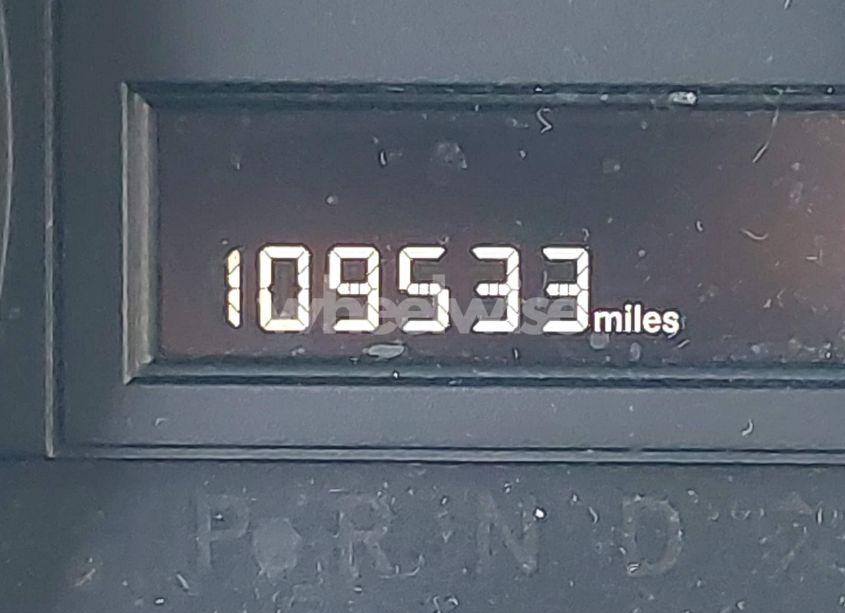 109533 miles
wheelwise
P R N D